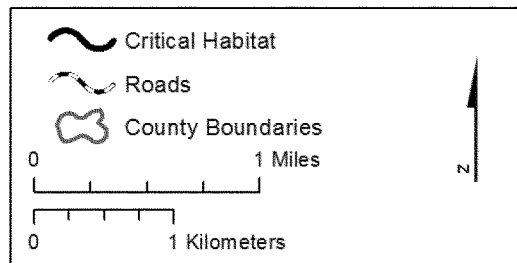 Critical Habitat
Roads
County Boundaries
0 1 Miles
0 1 Kilometers
N